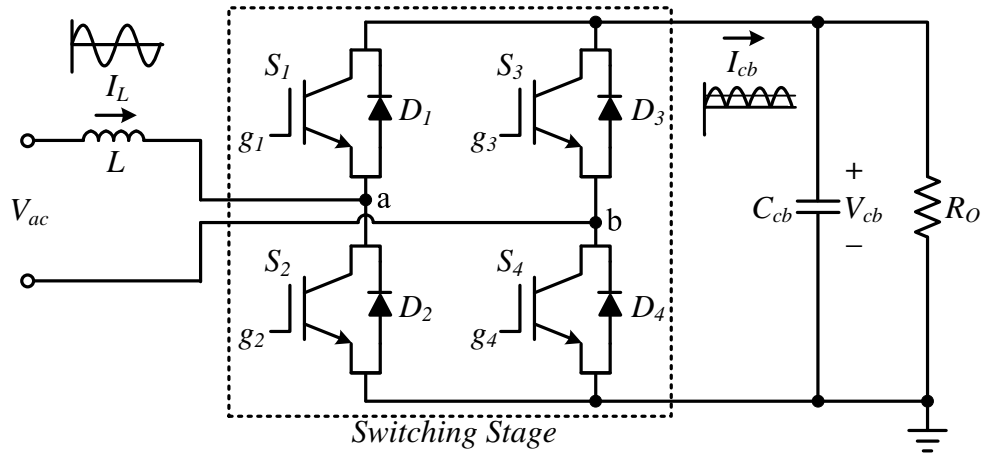 I_L
L
V_ac
S_1
g_1
D_1
S_3
g_3
D_3
a
b
S_2
g_2
D_2
S_4
g_4
D_4
I_cb
C_cb
+
V_cb
−
R_O
Switching Stage